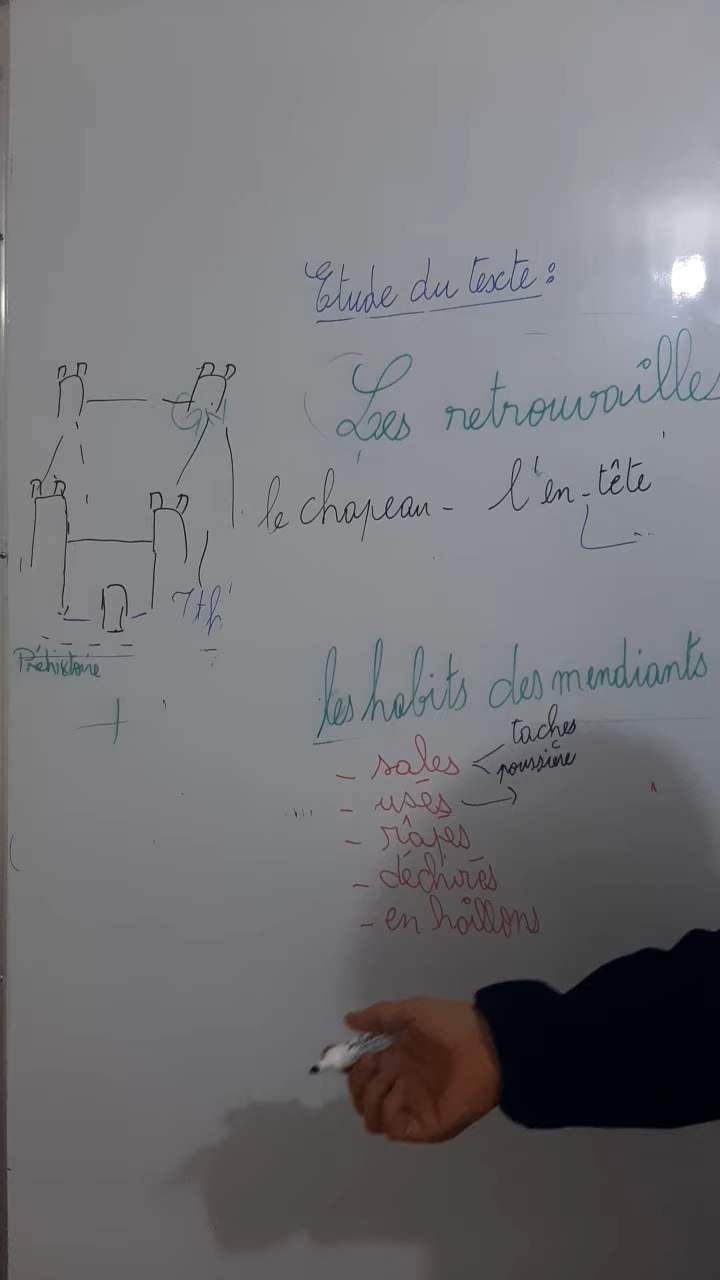 Etude du texte :
Les retrouvailles
le chapeau - l'en-tête
7th
Préhistoire
les habits des mendiants
- sales < taches
poussière
- usés →
- râpés
- déchirés
- en haillons